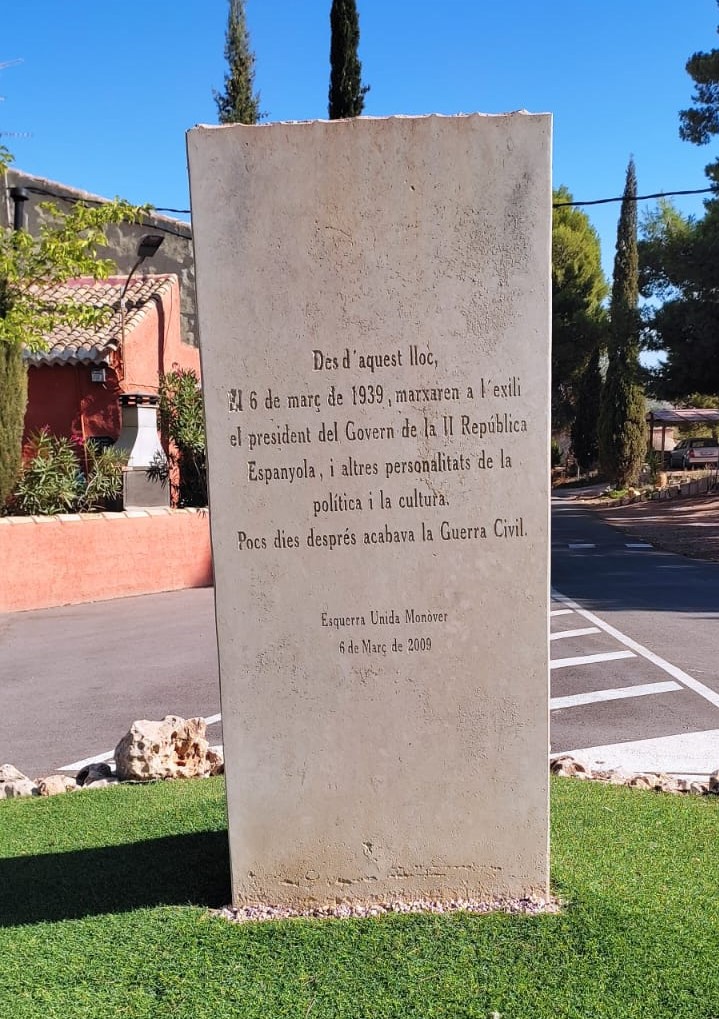 Des d'aquest lloc,
El 6 de març de 1939, marxaren a l'exili
el president del Govern de la II República
Espanyola, i altres personalitats de la
política i la cultura.
Pocs dies després acabava la Guerra Civil.
Esquerra Unida Monòver
6 de Març de 2009